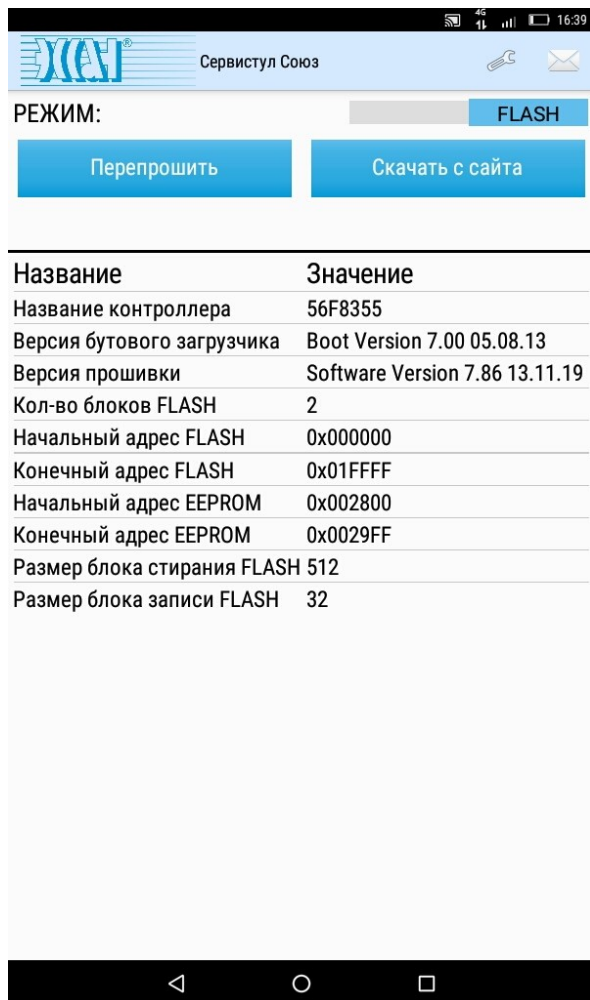 4G
16:39
Сервистул Союз
РЕЖИМ:
FLASH
Перепрошить
Скачать с сайта
Название Значение
Название контроллера 56F8355
Версия бутового загрузчика Boot Version 7.00 05.08.13
Версия прошивки Software Version 7.86 13.11.19
Кол-во блоков FLASH 2
Начальный адрес FLASH 0x000000
Конечный адрес FLASH 0x01FFFF
Начальный адрес EEPROM 0x002800
Конечный адрес EEPROM 0x0029FF
Размер блока стирания FLASH 512
Размер блока записи FLASH 32